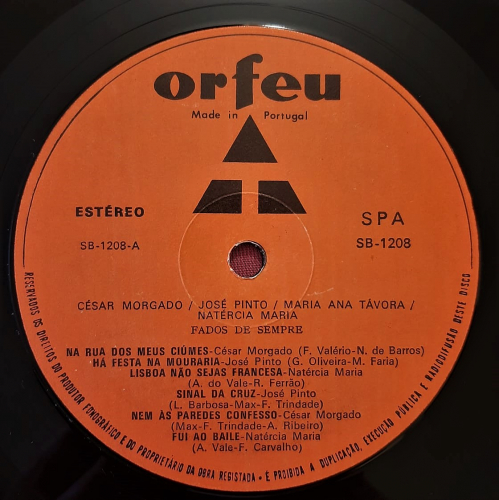 orfeu
Made in Portugal
ESTÉREO
SPA
SB-1208-A
SB-1208
CÉSAR MORGADO / JOSÉ PINTO / MARIA ANA TÁVORA /
NATÉRCIA MARIA
FADOS DE SEMPRE
NA RUA DOS MEUS CIÚMES-César Morgado (F. Valério-N. de Barros)
HÁ FESTA NA MOURARIA-José Pinto (G. Oliveira-M. Faria)
LISBOA NÃO SEJAS FRANCESA-Natércia Maria
(A. do Vale-R. Ferrão)
SINAL DA CRUZ-José Pinto
(L. Barbosa-Max-F. Trindade)
NEM ÀS PAREDES CONFESSO-César Morgado
(Max-F. Trindade-A. Ribeiro)
FUI AO BAILE-Natércia Maria
(A. Vale-F. Carvalho)
RESERVADOS OS DIREITOS DO PRODUTOR FONOGRÁFICO E DO PROPRIETÁRIO DA OBRA REGISTADA - É PROIBIDA A DUPLICAÇÃO, EXECUÇÃO PÚBLICA E RADIODIFUSÃO DESTE DISCO